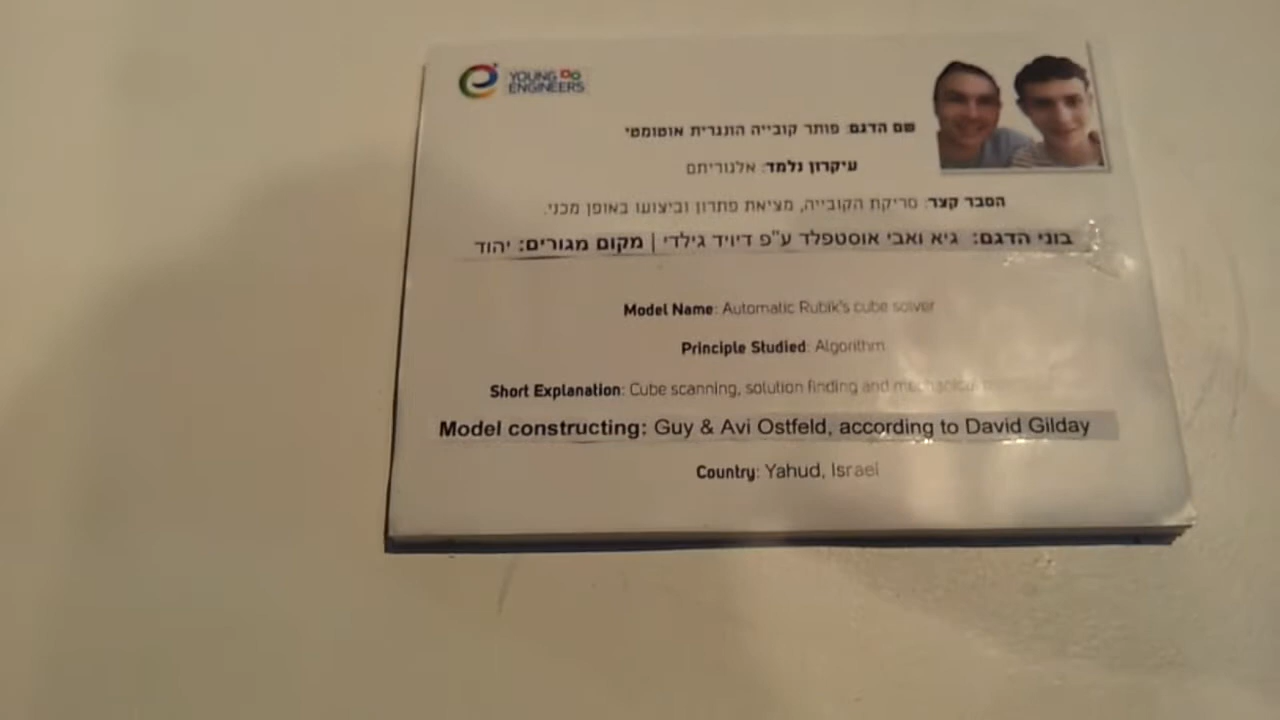 YOUNG
ENGINEERS
שם הדגם: פותר קובייה הונגרית אוטומטי
עיקרון נלמד: אלגוריתם
הסבר קצר: סריקת הקובייה, מציאת פתרון וביצועו באופן מכני.
בוני הדגם: גיא ואבי אוסטפלד ע"פ דיויד גילדי | מקום מגורים: יהוד
Model Name: Automatic Rubik's cube solver
Principle Studied: Algorithm
Short Explanation: Cube scanning, solution finding and mechanical
Model constructing: Guy & Avi Ostfeld, according to David Gilday
Country: Yahud, Israel